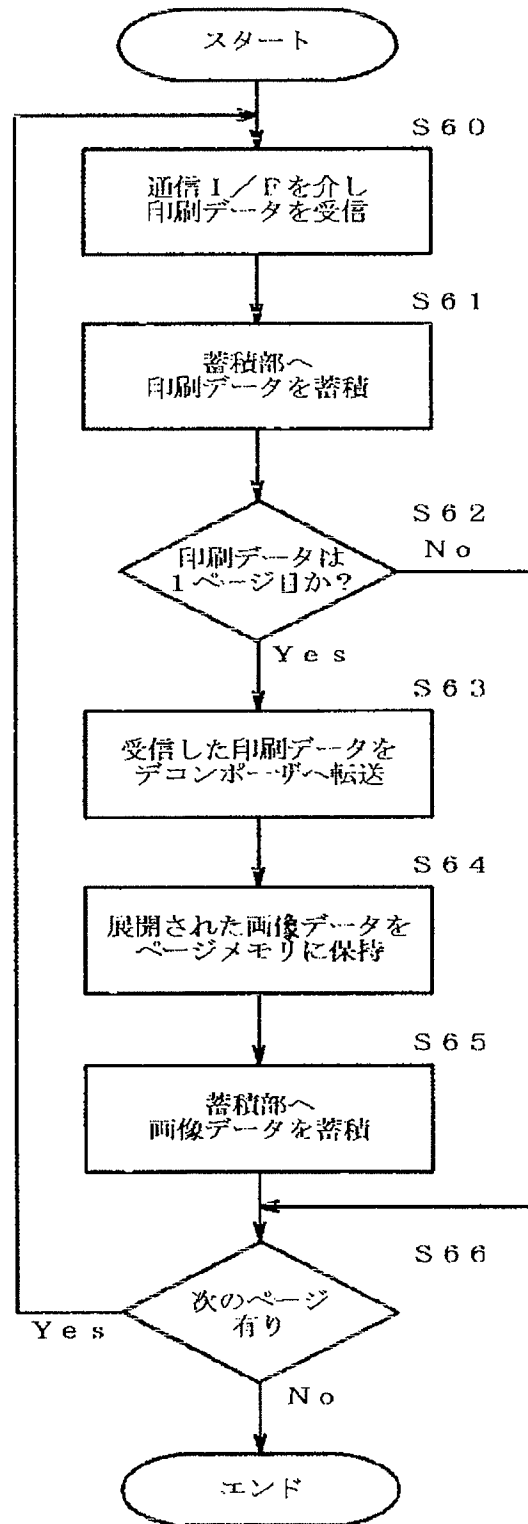 スタート
S60
通信I/Fを介し
印刷データを受信
S61
蓄積部へ
印刷データを蓄積
S62
印刷データは
1ページ目か?
No
Yes
S63
受信した印刷データを
デコンポーザへ転送
S64
展開された画像データを
ページメモリに保持
S65
蓄積部へ
画像データを蓄積
S66
次のページ
有り
Yes
No
エンド